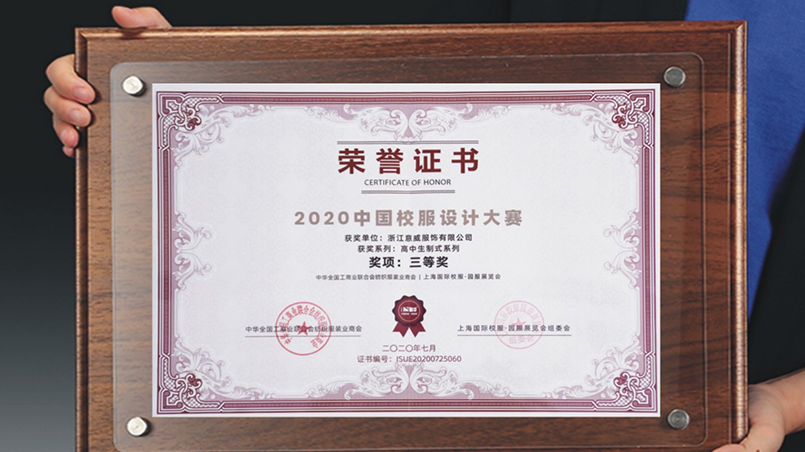 荣誉证书
CERTIFICATE OF HONOR
2020中国校服设计大赛
获奖单位：浙江意威服饰有限公司
获奖系列：高中生制式系列
奖项：三等奖
中华全国工商业联合会纺织服装业商会 | 上海国际校服·园服展览会
中华全国工商业联合会纺织服装业商会
上海国际校服·园服展览会组委会
二〇二〇年七月
证书编号：ISUE20200725060